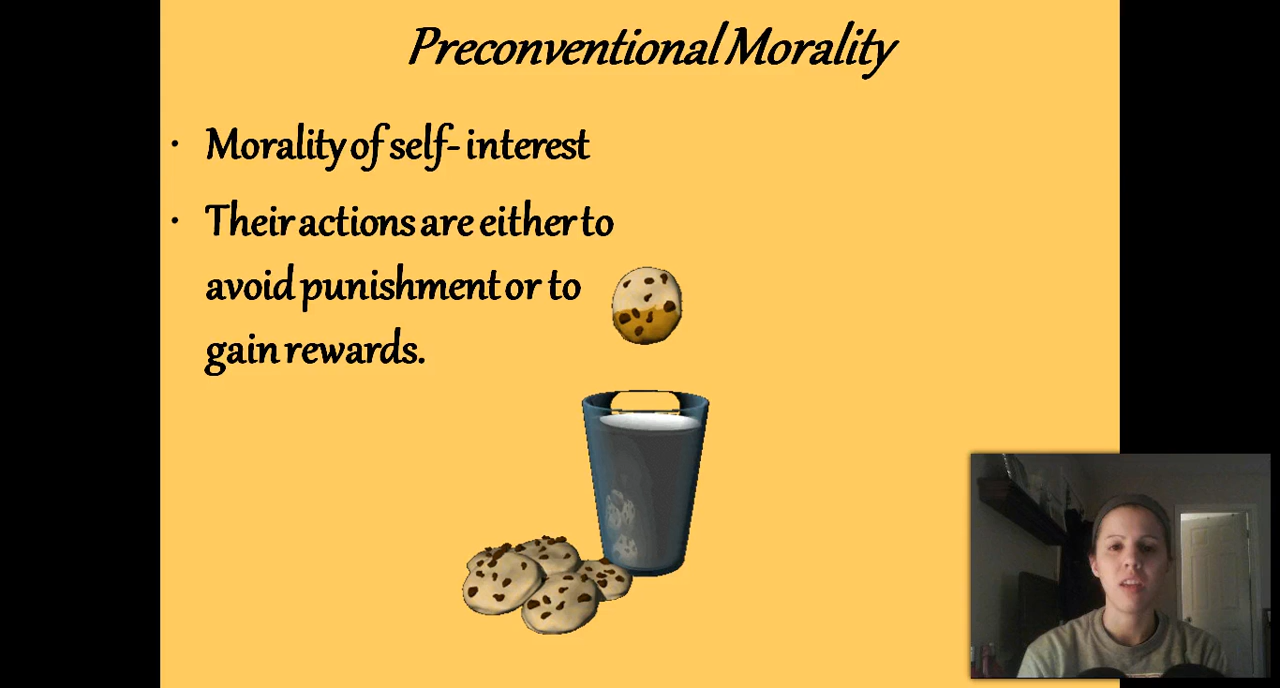 Preconventional Morality
• Morality of self- interest
• Their actions are either to
avoid punishment or to
gain rewards.